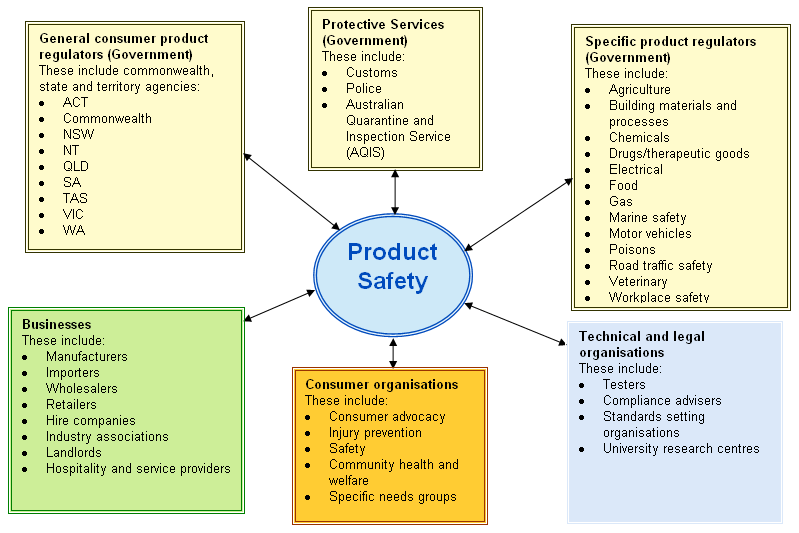 General consumer product
regulators (Government)
These include commonwealth,
state and territory agencies:
• ACT
• Commonwealth
• NSW
• NT
• QLD
• SA
• TAS
• VIC
• WA
Protective Services
(Government)
These include:
• Customs
• Police
• Australian
Quarantine and
Inspection Service
(AQIS)
Specific product regulators
(Government)
These include:
• Agriculture
• Building materials and
processes
• Chemicals
• Drugs/therapeutic goods
• Electrical
• Food
• Gas
• Marine safety
• Motor vehicles
• Poisons
• Road traffic safety
• Veterinary
• Workplace safety
Product
Safety
Businesses
These include:
• Manufacturers
• Importers
• Wholesalers
• Retailers
• Hire companies
• Industry associations
• Landlords
• Hospitality and service providers
Consumer organisations
These include:
• Consumer advocacy
• Injury prevention
• Safety
• Community health and
welfare
• Specific needs groups
Technical and legal
organisations
These include:
• Testers
• Compliance advisers
• Standards setting
organisations
• University research centres